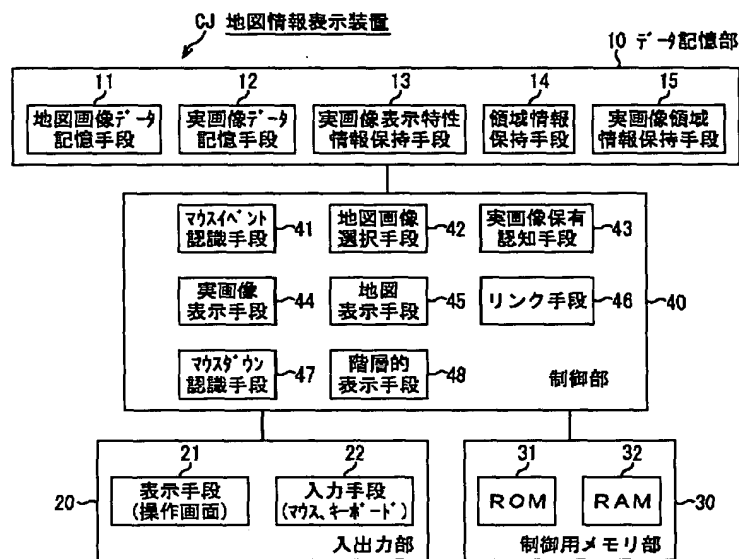 CJ 地図情報表示装置
10 データ記憶部
11 12 13 14 15
地図画像データ 実画像データ 実画像表示特性 領域情報 実画像領域
記憶手段 記憶手段 情報保持手段 保持手段 情報保持手段
マウスイベント 地図画像 実画像保有
認識手段 41 選択手段 42 認知手段 43
実画像 地図
表示手段 44 表示手段 45 リンク手段 46 40
マウスダウン 階層的
認識手段 47 表示手段 48 制御部
21 22 31 32
20 表示手段 入力手段 ROM RAM 30
(操作画面) (マウス、キーボード)
入出力部 制御用メモリ部